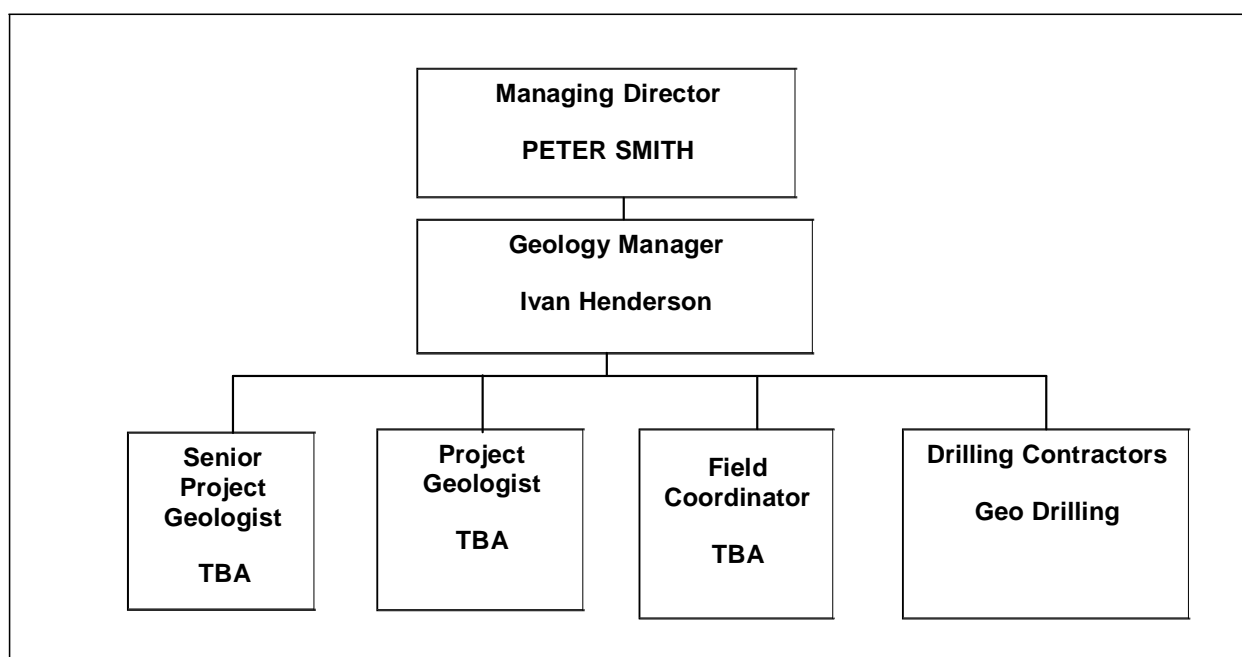 Managing Director
PETER SMITH
Geology Manager
Ivan Henderson
Senior
Project
Geologist
TBA
Project
Geologist
TBA
Field
Coordinator
TBA
Drilling Contractors
Geo Drilling